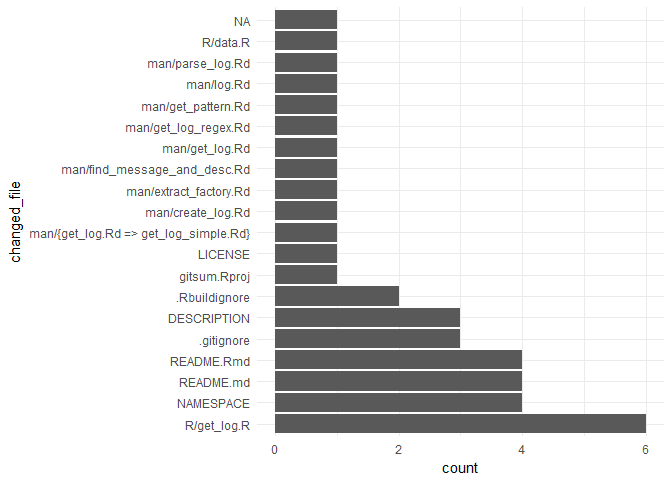 NA
R/data.R
man/parse_log.Rd
man/log.Rd
man/get_pattern.Rd
man/get_log_regex.Rd
man/get_log.Rd
man/find_message_and_desc.Rd
man/extract_factory.Rd
man/create_log.Rd
man/{get_log.Rd => get_log_simple.Rd}
LICENSE
gitsum.Rproj
.Rbuildignore
DESCRIPTION
.gitignore
README.Rmd
README.md
NAMESPACE
R/get_log.R
changed_file
0 2 4 6
count